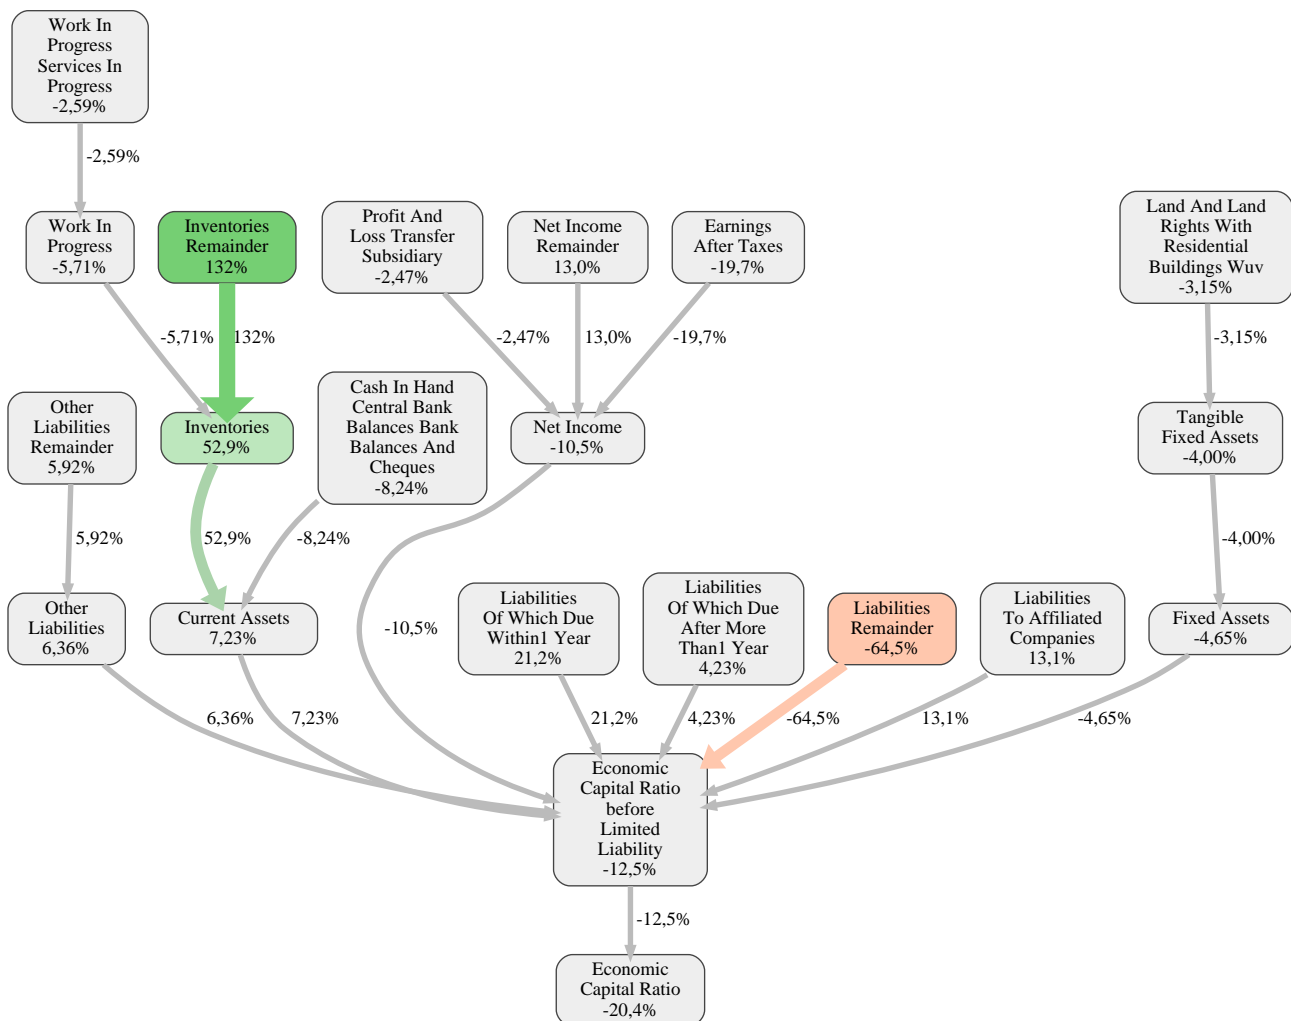 Work In
Progress
Services In
Progress
-2,59%
-2,59%
Work In
Progress
-5,71%
Inventories
Remainder
132%
Profit And
Loss Transfer
Subsidiary
-2,47%
Net Income
Remainder
13,0%
Earnings
After Taxes
-19,7%
Land And Land
Rights With
Residential
Buildings Wuv
-3,15%
-5,71%
132%
-2,47%
13,0%
-19,7%
-3,15%
Other
Liabilities
Remainder
5,92%
Inventories
52,9%
Cash In Hand
Central Bank
Balances Bank
Balances And
Cheques
-8,24%
Net Income
-10,5%
Tangible
Fixed Assets
-4,00%
5,92%
52,9%
-8,24%
-4,00%
Other
Liabilities
6,36%
Current Assets
7,23%
-10,5%
Liabilities
Of Which Due
Within1 Year
21,2%
Liabilities
Of Which Due
After More
Than1 Year
4,23%
Liabilities
Remainder
-64,5%
Liabilities
To Affiliated
Companies
13,1%
Fixed Assets
-4,65%
6,36%
7,23%
21,2%
4,23%
-64,5%
13,1%
-4,65%
Economic
Capital Ratio
before
Limited
Liability
-12,5%
-12,5%
Economic
Capital Ratio
-20,4%